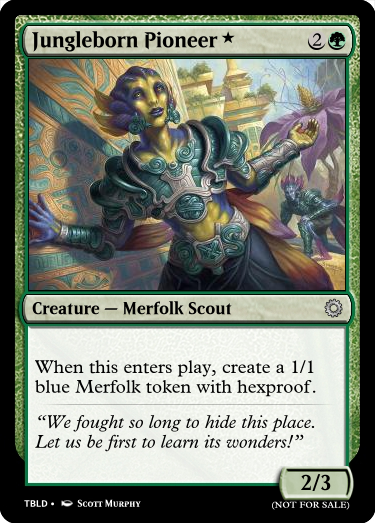 Jungleborn Pioneer ★ 2
Creature — Merfolk Scout
When this enters play, create a 1/1
blue Merfolk token with hexproof.
“We fought so long to hide this place.
Let us be first to learn its wonders!”
2/3
TBLD • Scott Murphy
(NOT FOR SALE)